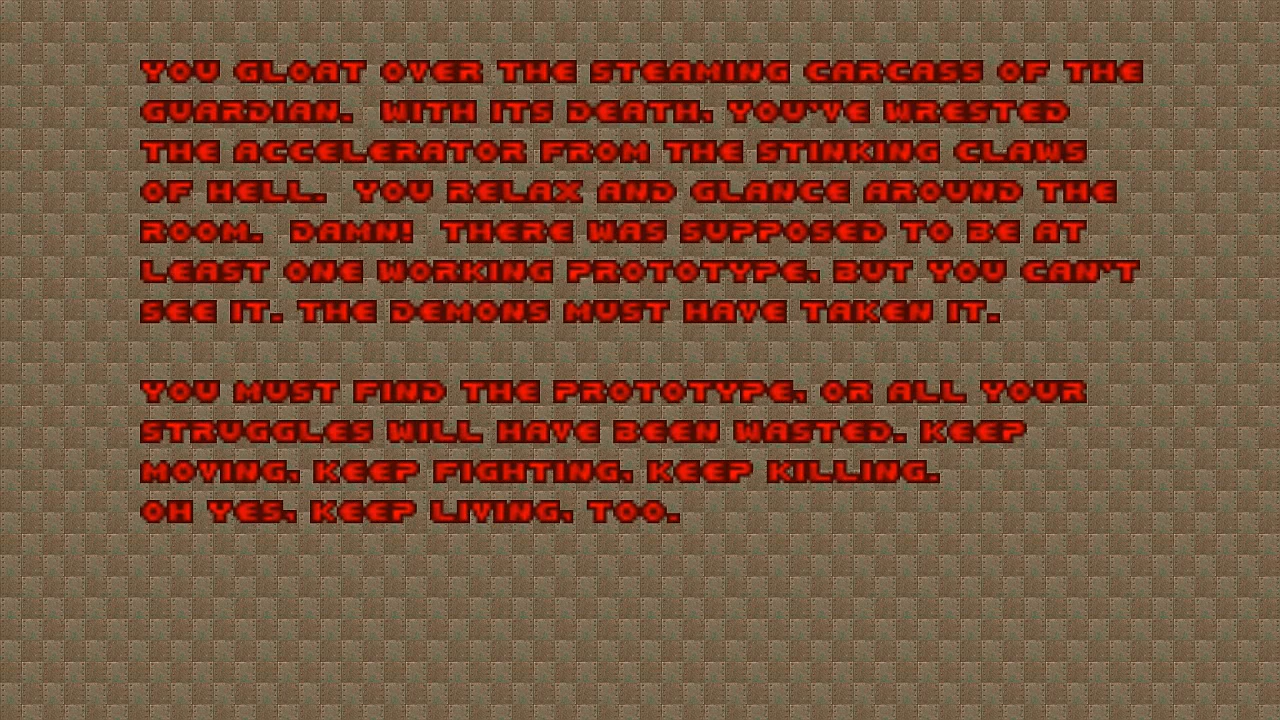 YOU GLOAT OVER THE STEAMING CARCASS OF THE
GUARDIAN.  WITH ITS DEATH, YOU'VE WRESTED
THE ACCELERATOR FROM THE STINKING CLAWS
OF HELL.  YOU RELAX AND GLANCE AROUND THE
ROOM.  DAMN!  THERE WAS SUPPOSED TO BE AT
LEAST ONE WORKING PROTOTYPE, BUT YOU CAN'T
SEE IT. THE DEMONS MUST HAVE TAKEN IT.
YOU MUST FIND THE PROTOTYPE, OR ALL YOUR
STRUGGLES WILL HAVE BEEN WASTED. KEEP
MOVING, KEEP FIGHTING, KEEP KILLING.
OH YES, KEEP LIVING, TOO.